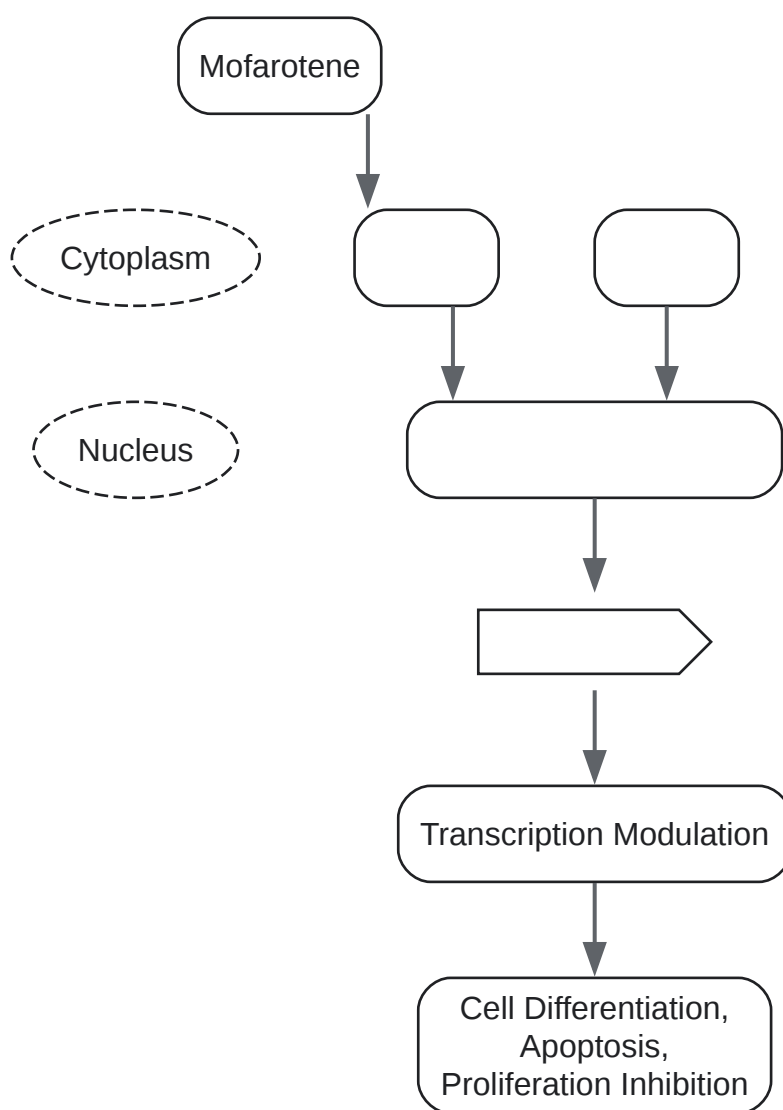 Mofarotene
Cytoplasm
Nucleus
Transcription Modulation
Cell Differentiation,
Apoptosis,
Proliferation Inhibition